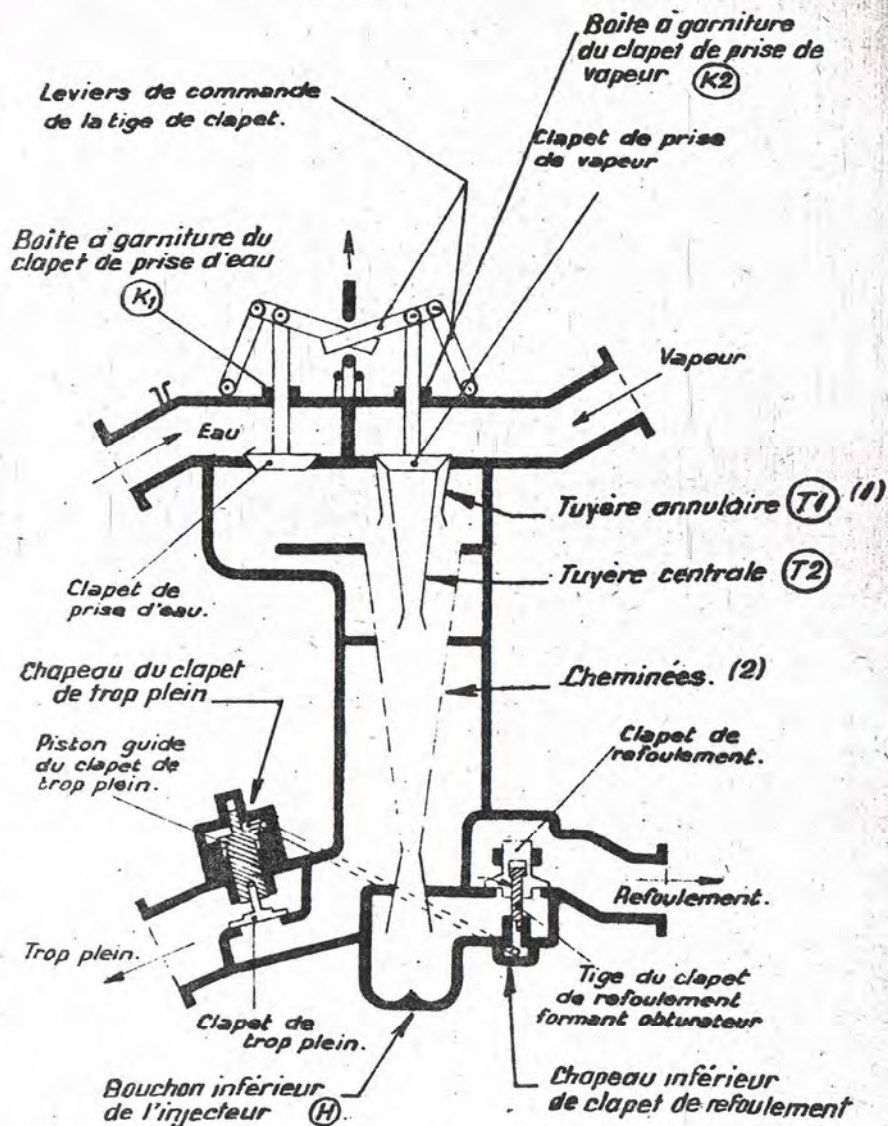 Boîte à garniture
du clapet de prise de
vapeur K2
Leviers de commande
de la tige de clapet.
Clapet de prise
de vapeur
Boîte à garniture du
clapet de prise d'eau
K1
Vapeur
Eau
Tuyère annulaire T1 (1)
Tuyère centrale T2
Clapet de
prise d'eau.
Chapeau du clapet
de trop plein
Cheminées. (2)
Piston guide
du clapet de
trop plein.
Clapet de
refoulement.
Refoulement.
Trop plein.
Tige du clapet
de refoulement
formant obturateur
Clapet de
trop plein.
Bouchon inférieur
de l'injecteur H
Chapeau inférieur
de clapet de refoulement